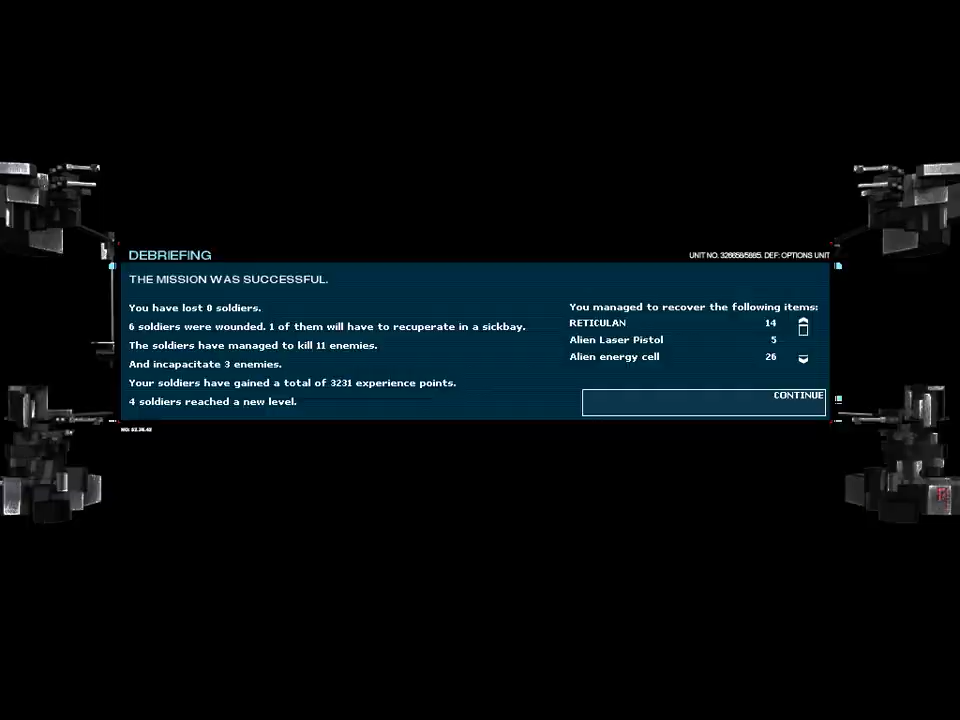 DEBRIEFING
UNIT NO. 326658/5665. DEF: OPTIONS UNIT
THE MISSION WAS SUCCESSFUL.
You have lost 0 soldiers.
6 soldiers were wounded. 1 of them will have to recuperate in a sickbay.
The soldiers have managed to kill 11 enemies.
And incapacitate 3 enemies.
Your soldiers have gained a total of 3231 experience points.
4 soldiers reached a new level.
You managed to recover the following items:
RETICULAN 14
Alien Laser Pistol 5
Alien energy cell 26
CONTINUE